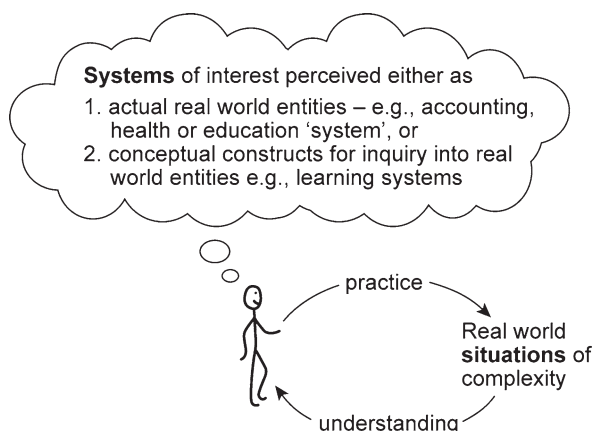 Systems of interest perceived either as
1. actual real world entities – e.g., accounting,
health or education ‘system’, or
2. conceptual constructs for inquiry into real
world entities e.g., learning systems
practice
Real world
situations of
complexity
understanding